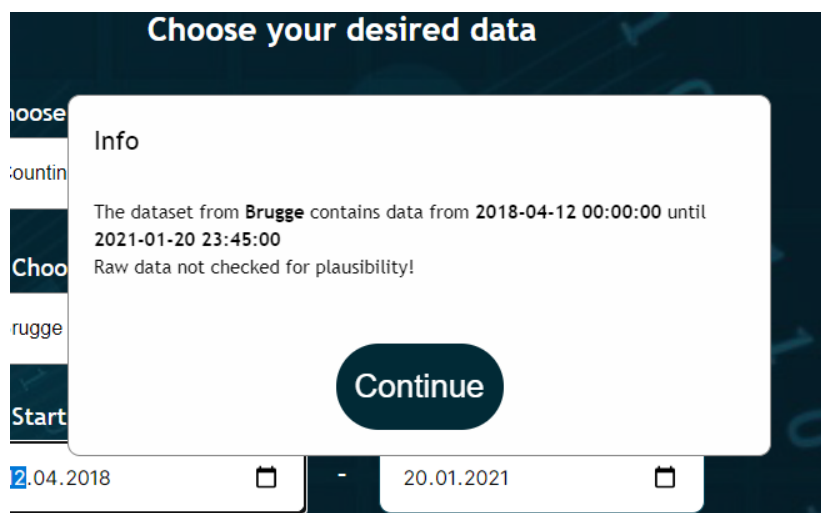 Choose your desired data
hoose
Info
ountin
The dataset from Brugge contains data from 2018-04-12 00:00:00 until
2021-01-20 23:45:00
Choo
Raw data not checked for plausibility!
rugge
Continue
Start
12.04.2018 - 20.01.2021